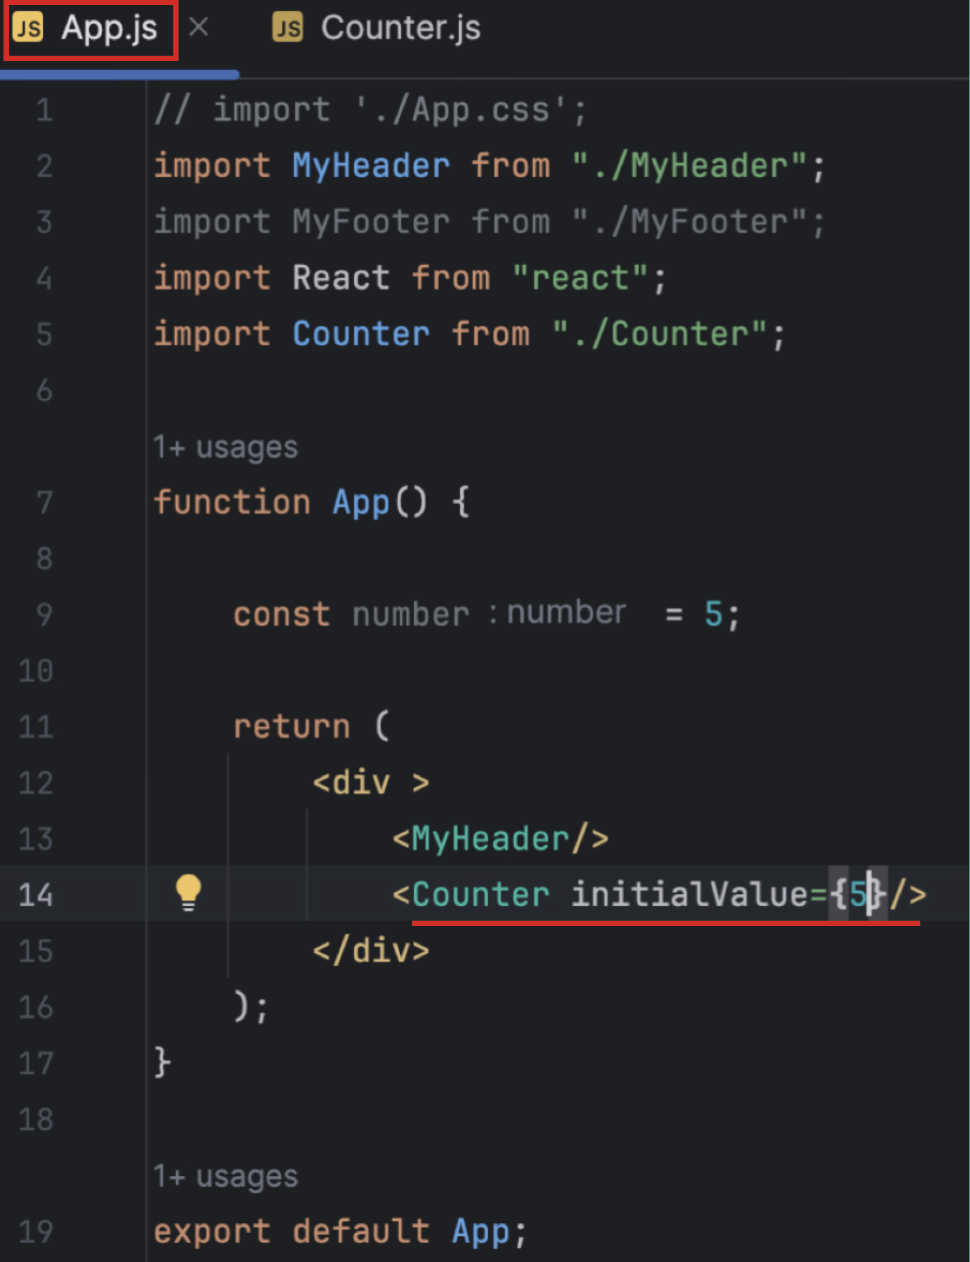 JS App.js × JS Counter.js
1 // import './App.css';
2 import MyHeader from "./MyHeader";
3 import MyFooter from "./MyFooter";
4 import React from "react";
5 import Counter from "./Counter";
6
1+ usages
7 function App() {
8
9 const number : number = 5;
10
11 return (
12 <div >
13 <MyHeader/>
14 <Counter initialValue={5}/>
15 </div>
16 );
17 }
18
1+ usages
19 export default App;